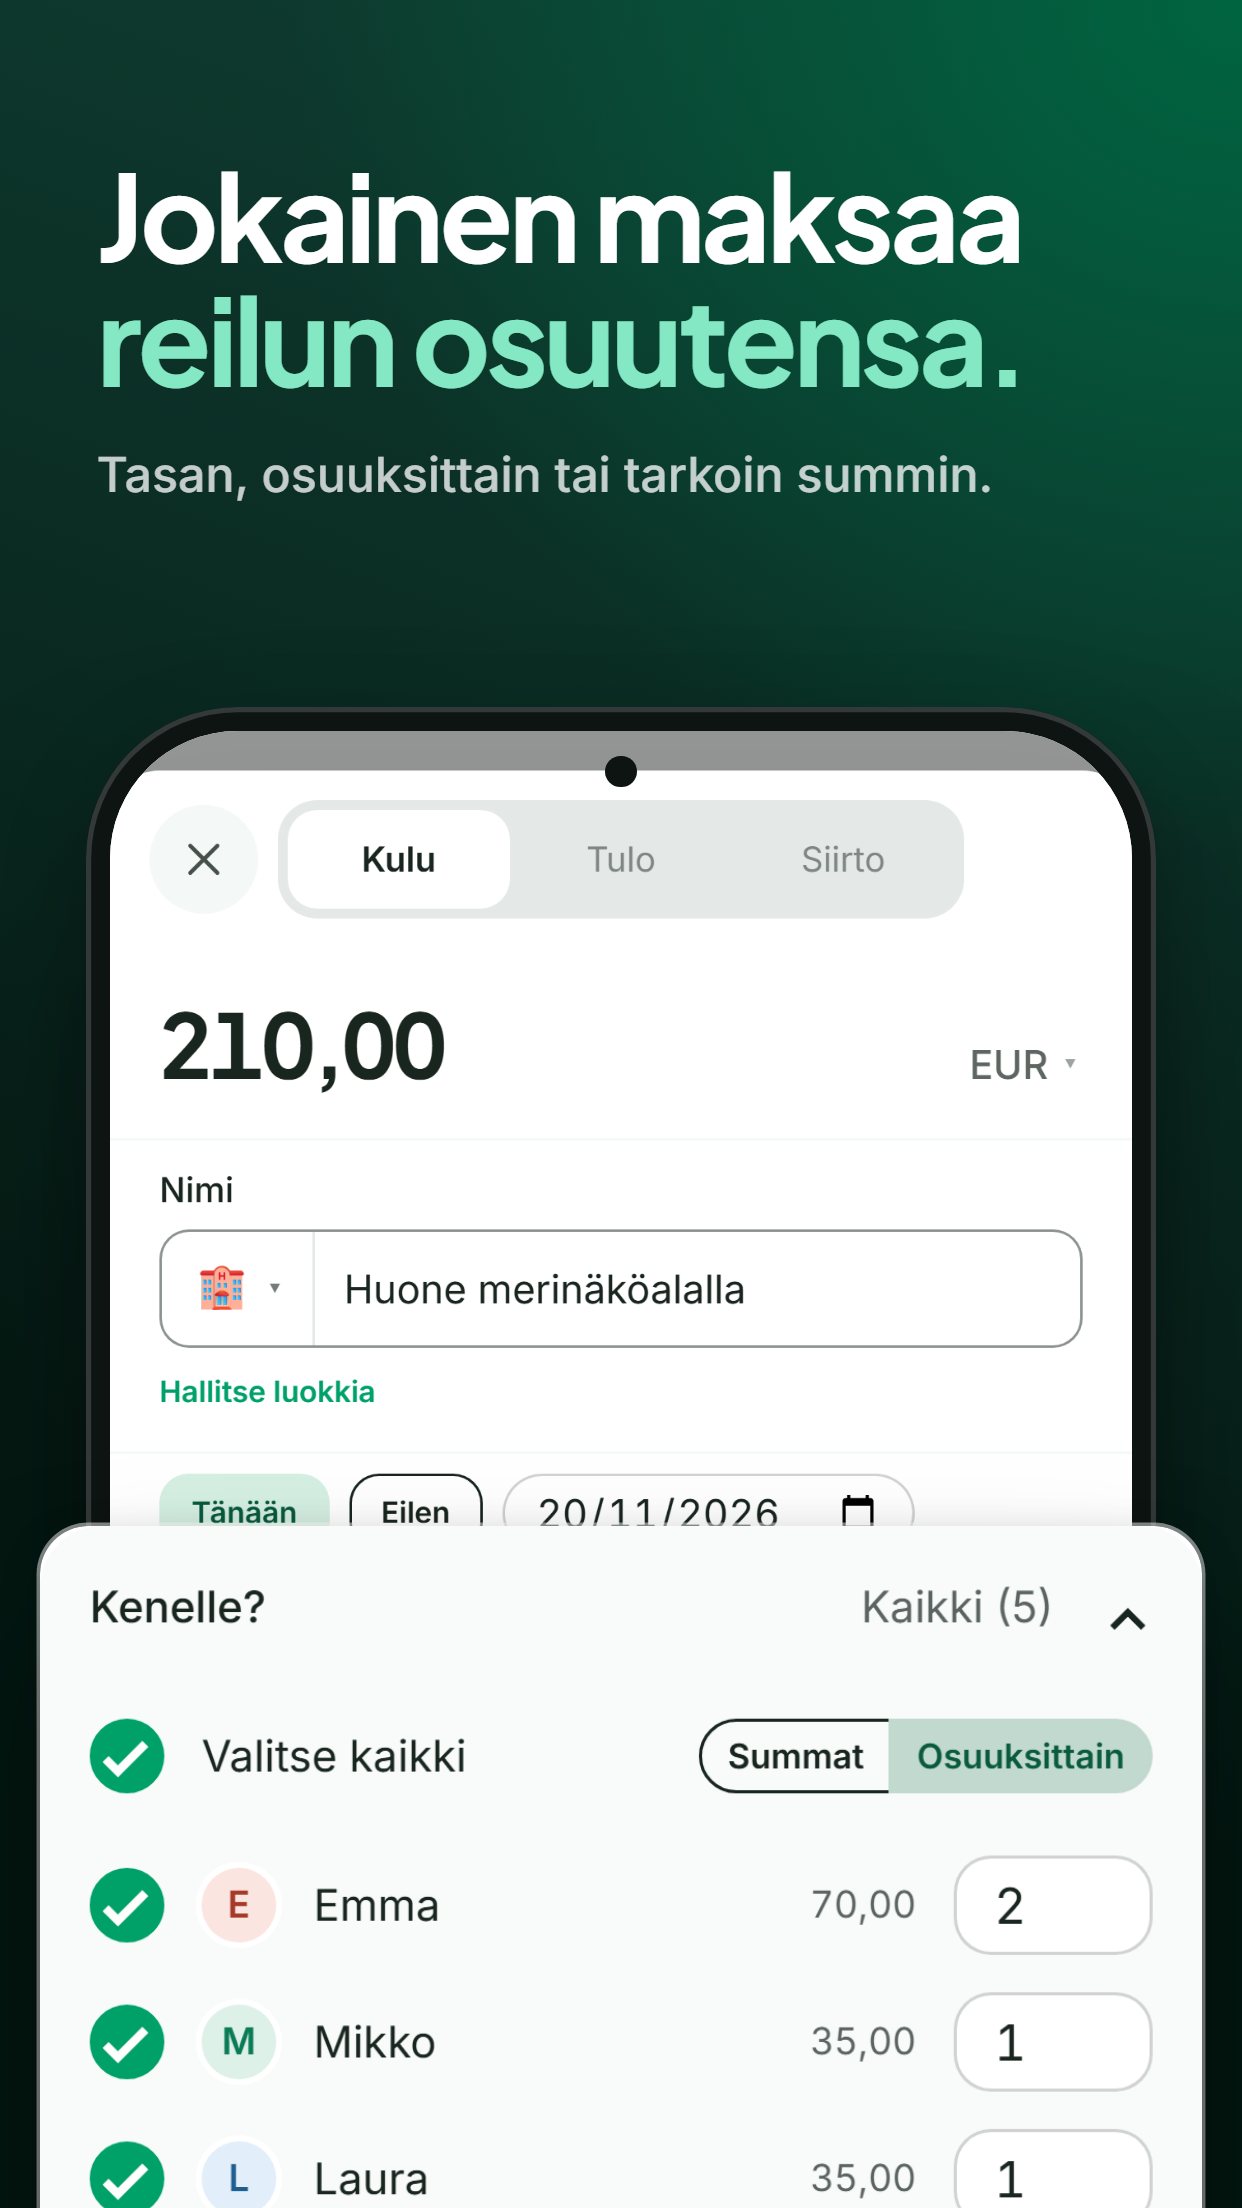 Jokainen maksaa
reilun osuutensa.
Tasan, osuuksittain tai tarkoin summin.
Kulu Tulo Siirto
210,00 EUR
Nimi
Huone merinäköalalla
Hallitse luokkia
Tänään Eilen 20/11/2026
Kenelle? Kaikki (5)
Valitse kaikki Summat Osuuksittain
E Emma 70,00 2
M Mikko 35,00 1
L Laura 35,00 1